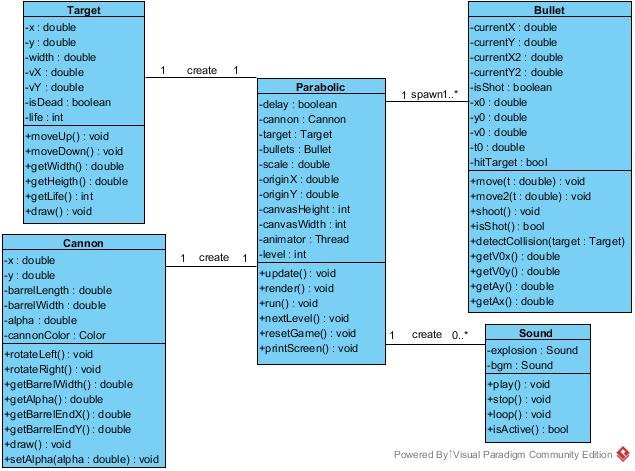 Target
-x : double
-y : double
-width : double
-vX : double
-vY : double
-isDead : boolean
-life : int
+moveUp() : void
+moveDown() : void
+getWidth() : double
+getHeigth() : double
+getLife() : int
+draw() : void
1 create 1
Cannon
-x : double
-y : double
-barrelLength : double
-barrelWidth : double
-alpha : double
-cannonColor : Color
+rotateLeft() : void
+rotateRight() : void
+getBarrelWidth() : double
+getAlpha() : double
+getBarrelEndX() : double
+getBarrelEndY() : double
+draw() : void
+setAlpha(alpha : double) : void
1 create 1
Parabolic
-delay : boolean
-cannon : Cannon
-target : Target
-bullets : Bullet
-scale : double
-originX : double
-originY : double
-canvasHeight : int
-canvasWidth : int
-animator : Thread
-level : int
+update() : void
+render() : void
+run() : void
+nextLevel() : void
+resetGame() : void
+printScreen() : void
1 spawn1..*
Bullet
-currentX : double
-currentY : double
-currentX2 : double
-currentY2 : double
-isShot : boolean
-x0 : double
-y0 : double
-v0 : double
-t0 : double
-hitTarget : bool
+move(t : double) : void
+move2(t : double) : void
+shoot() : void
+isShot() : bool
+detectCollision(target : Target)
+getV0x() : double
+getV0y() : double
+getAy() : double
+getAx() : double
1 create 0..*
Sound
-explosion : Sound
-bgm : Sound
+play() : void
+stop() : void
+loop() : void
+isActive() : bool
Powered By Visual Paradigm Community Edition